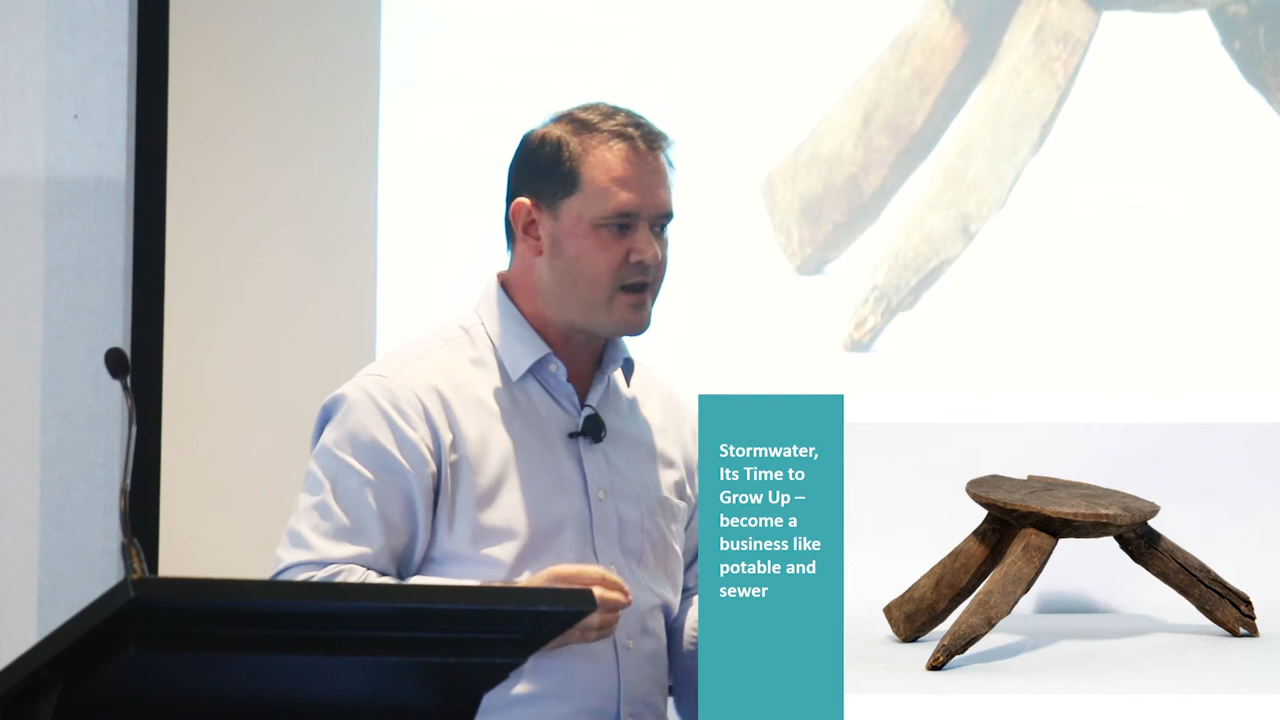 Stormwater,
Its Time to
Grow Up –
become a
business like
potable and
sewer